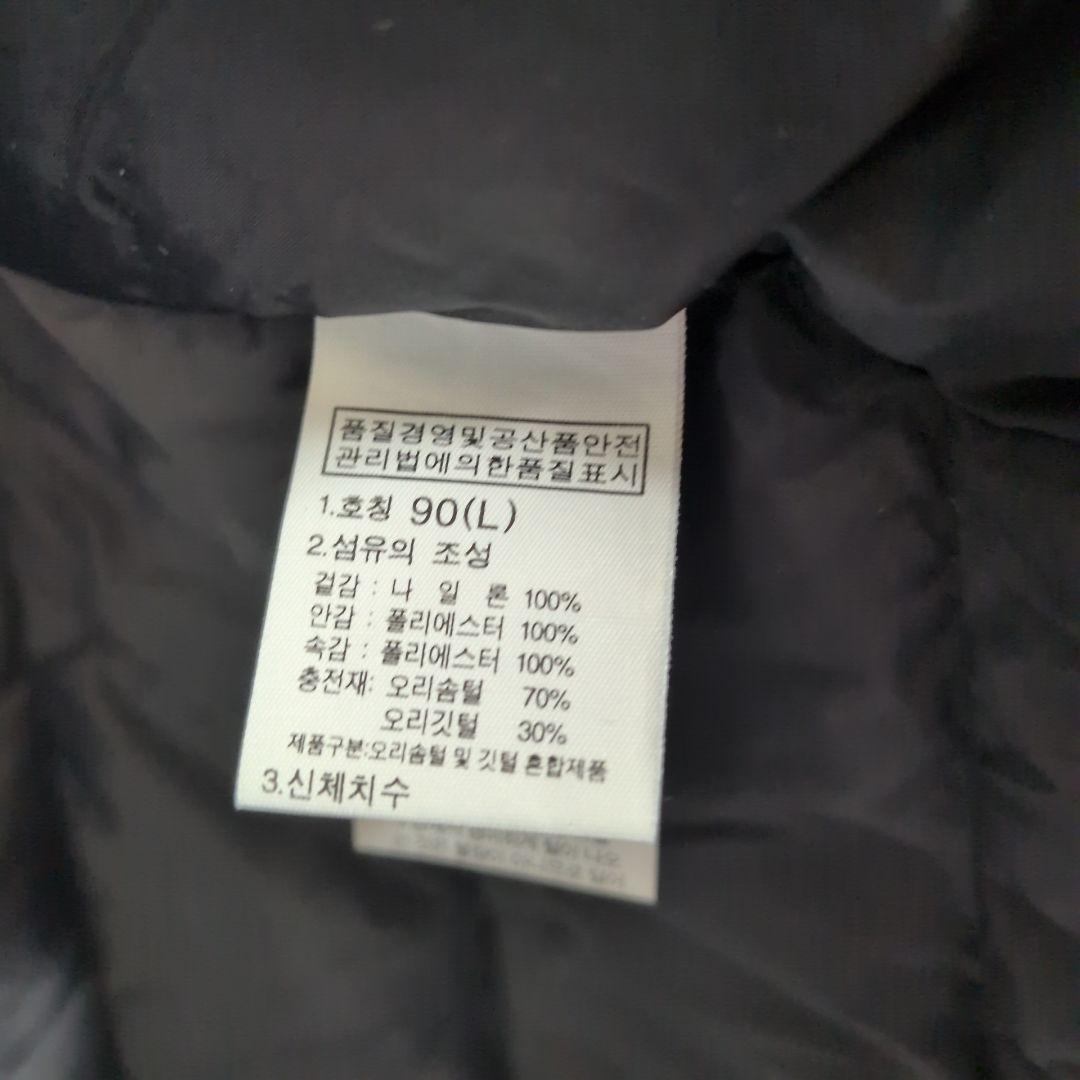 품질경영및공산품안전
관리법에의한품질표시
1.호칭 90(L)
2.섬유의 조성
겉감 : 나 일 론 100%
안감 : 폴리에스터 100%
속감 : 폴리에스터 100%
충전재: 오리솜털 70%
오리깃털 30%
제품구분:오리솜털 및 깃털 혼합제품
3.신체치수